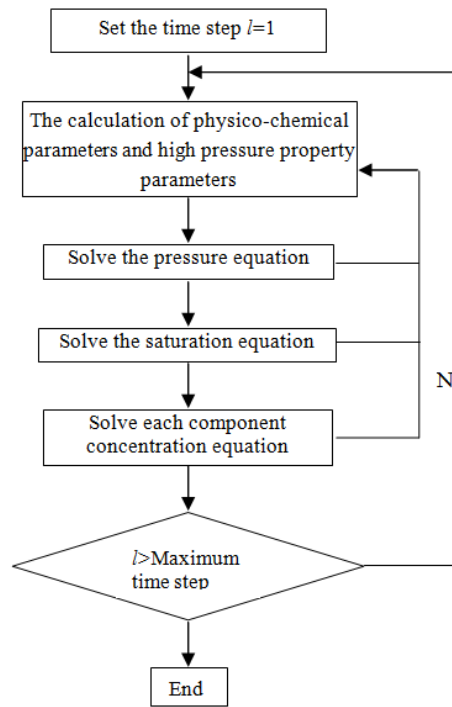 Set the time step l=1
The calculation of physico-chemical
parameters and high pressure property
parameters
Solve the pressure equation
Solve the saturation equation
N
Solve each component
concentration equation
l>Maximum
time step
End